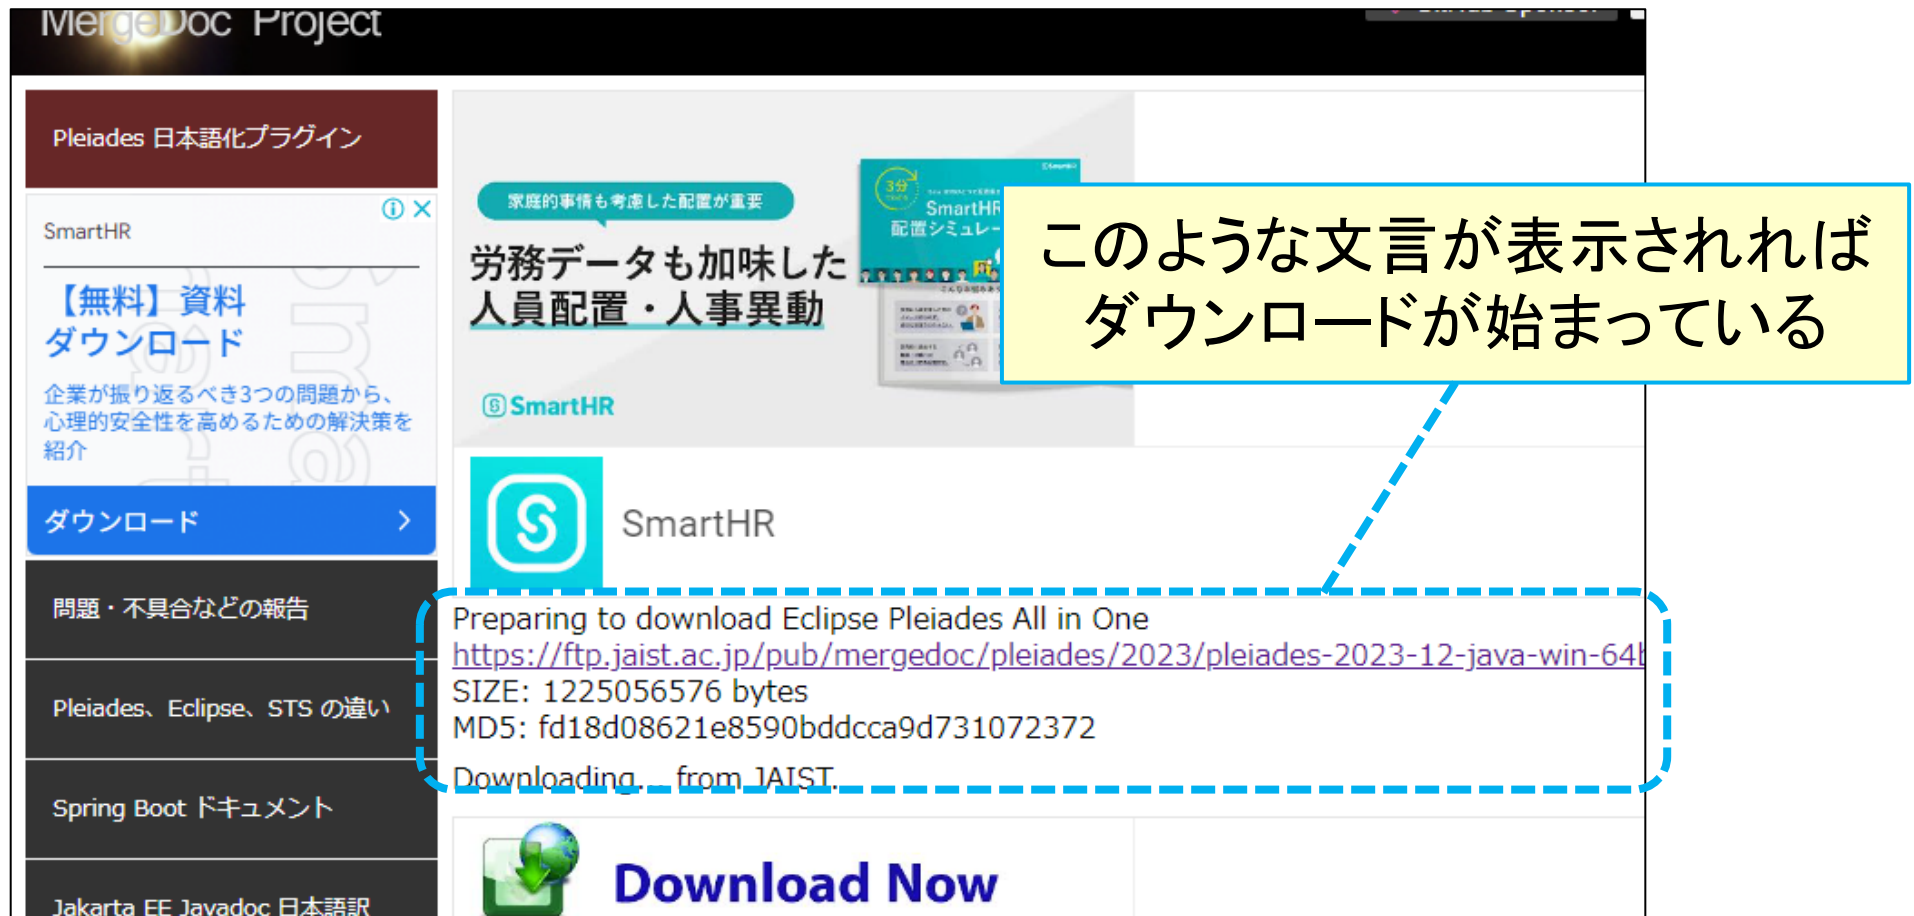 MergeDoc Project
Pleiades 日本語化プラグイン
SmartHR
【無料】資料
ダウンロード
企業が振り返るべき3つの問題から、
心理的安全性を高めるための解決策を
紹介
ダウンロード
問題・不具合などの報告
Pleiades、Eclipse、STS の違い
Spring Boot ドキュメント
Jakarta EE Javadoc 日本語訳
家庭的事情も考慮した配置が重要
労務データも加味した
人員配置・人事異動
SmartHR
3分
SmartHR
配置シミュレー
このような文言が表示されれば
ダウンロードが始まっている
SmartHR
Preparing to download Eclipse Pleiades All in One
https://ftp.jaist.ac.jp/pub/mergedoc/pleiades/2023/pleiades-2023-12-java-win-64
SIZE: 1225056576 bytes
MD5: fd18d08621e8590bddcca9d731072372
Downloading... from JAIST.
Download Now